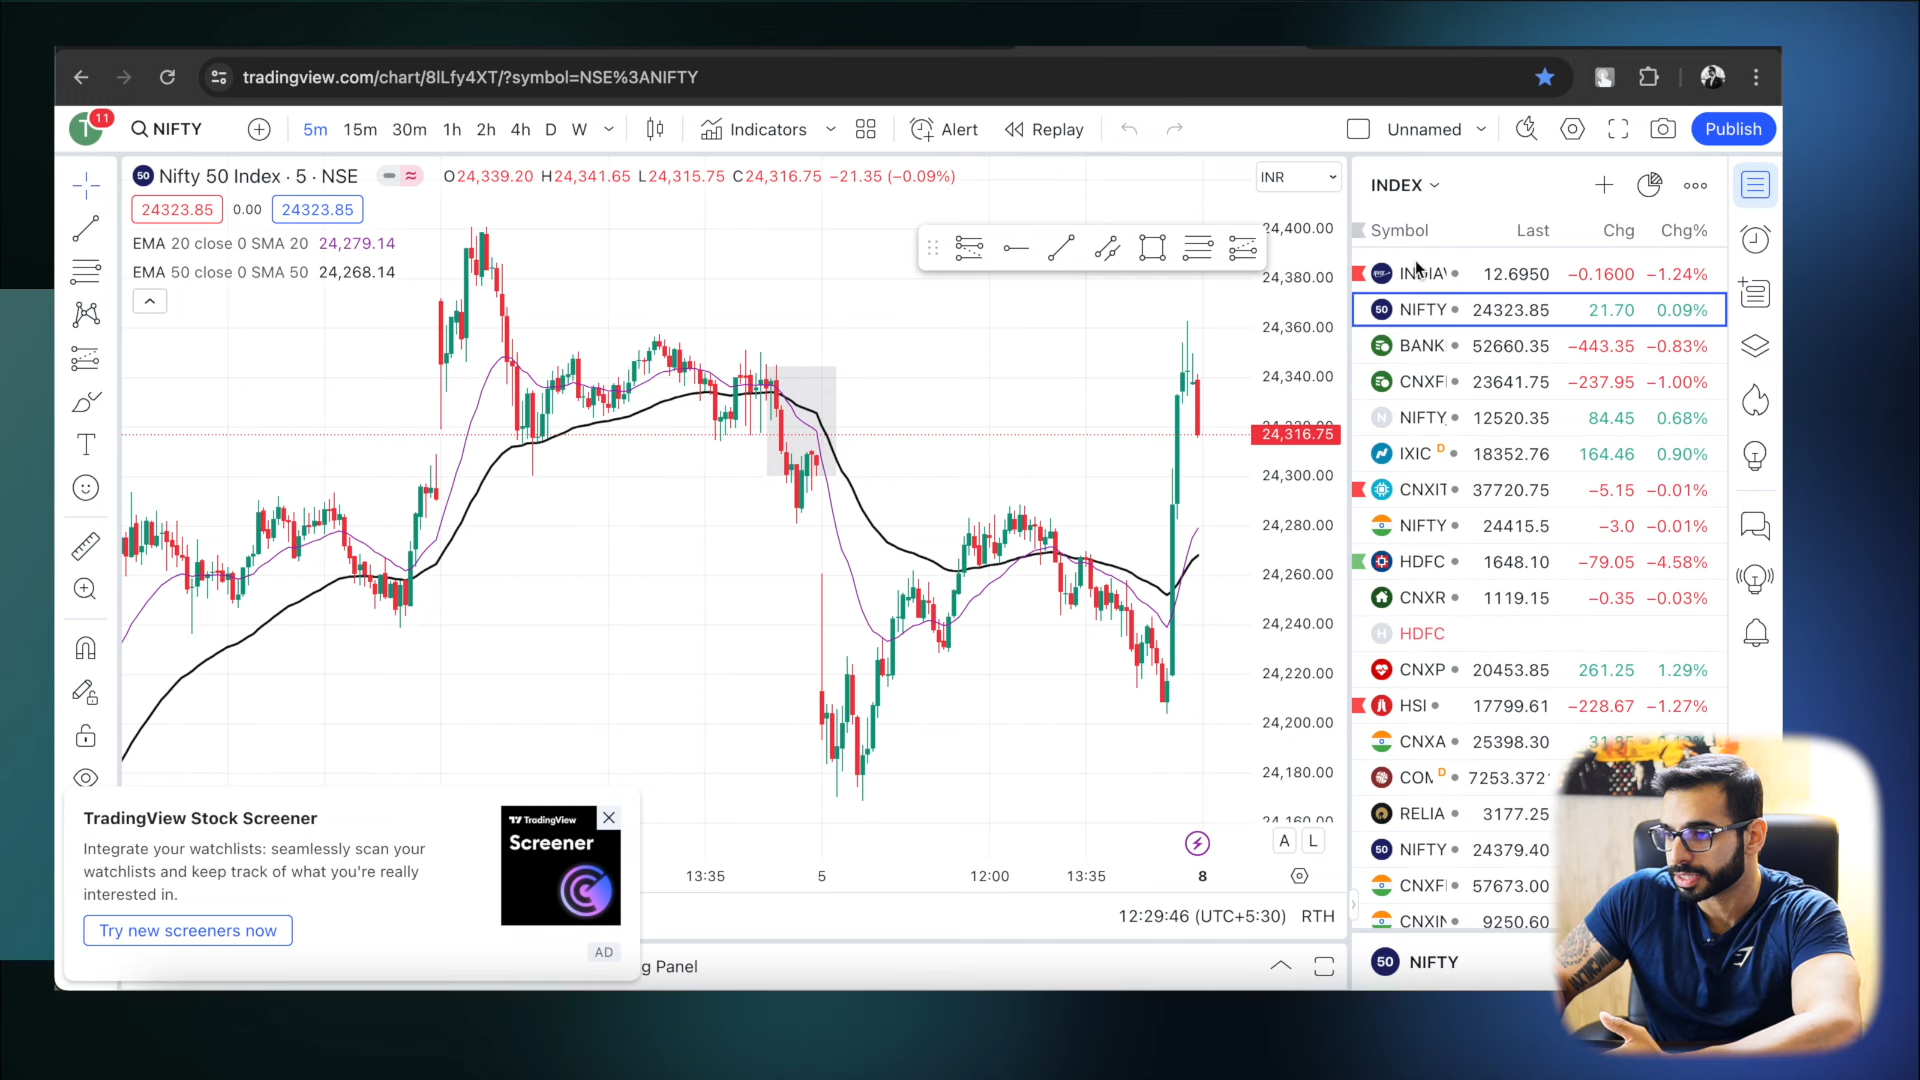 tradingview.com/chart/8lLfy4XT/?symbol=NSE%3ANIFTY
T 11 NIFTY 5m 15m 30m 1h 2h 4h D W Indicators Alert Replay Unnamed Publish
50 Nifty 50 Index · 5 · NSE O24,339.20 H24,341.65 L24,315.75 C24,316.75 −21.35 (−0.09%) INR
24323.85 0.00 24323.85
EMA 20 close 0 SMA 20 24,279.14
EMA 50 close 0 SMA 50 24,268.14
24,400.00
24,380.00
24,360.00
24,340.00
24,316.75
24,300.00
24,280.00
24,260.00
24,240.00
24,220.00
24,200.00
24,180.00
A L
13:35 5 12:00 13:35 8
12:29:46 (UTC+5:30) RTH
g Panel
TradingView Stock Screener
Integrate your watchlists: seamlessly scan your
watchlists and keep track of what you're really
interested in.
Try new screeners now
TradingView
Screener
AD
INDEX
Symbol Last Chg Chg%
12.6950 −0.1600 −1.24%
50 NIFTY 24323.85 21.70 0.09%
BANK 52660.35 −443.35 −0.83%
CNXF 23641.75 −237.95 −1.00%
N NIFTY 12520.35 84.45 0.68%
IXIC D 18352.76 164.46 0.90%
CNXIT 37720.75 −5.15 −0.01%
NIFTY 24415.5 −3.0 −0.01%
HDFC 1648.10 −79.05 −4.58%
CNXR 1119.15 −0.35 −0.03%
H HDFC
CNXP 20453.85 261.25 1.29%
HSI 17799.61 −228.67 −1.27%
CNXA 25398.30
COM D 7253.372
RELIA 3177.25
50 NIFTY 24379.40
CNXF 57673.00
CNXIN 9250.60
50 NIFTY